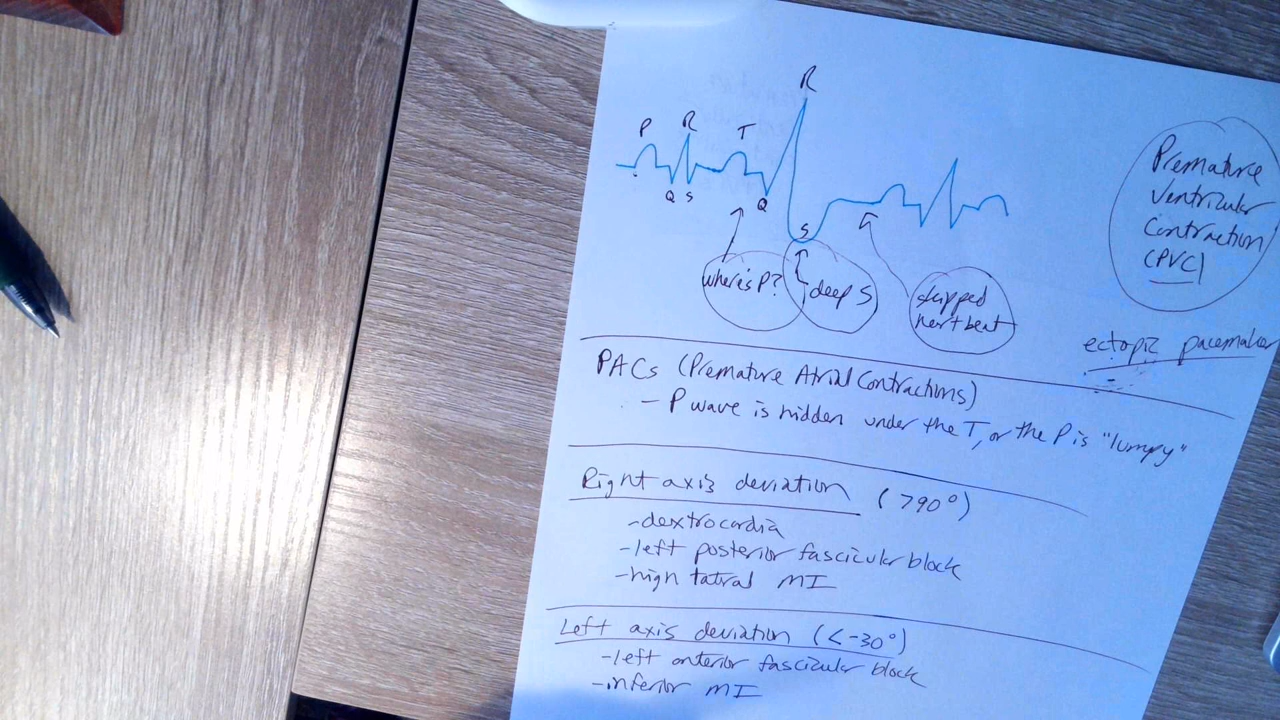 R
P R T
Q S Q S
Premature
Ventricular
Contraction
(PVC)
where is P?
deep S
skipped
next beat
ectopic pacemaker
PACs (Premature Atrial Contractions)
- P wave is hidden under the T, or the P is "lumpy"
Right axis deviation (>90°)
-dextrocardia
-left posterior fascicular block
-high MI
Left axis deviation (<-30°)
-left anterior fascicular block
-inferior MI